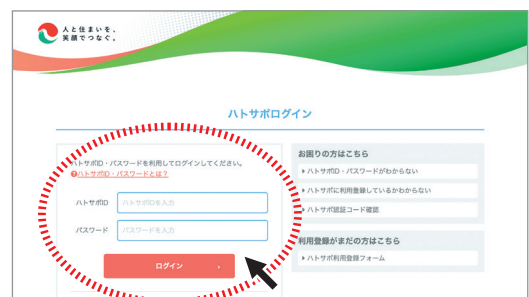 人と住まいを、
笑顔でつなぐ。
ハトサポログイン
ハトサポID・パスワードを利用してログインしてください。
?ハトサポID・パスワードとは？
ハトサポID
ハトサポIDを入力
パスワード
パスワードを入力
ログイン
お困りの方はこちら
ハトサポID・パスワードがわからない
ハトサポに利用登録しているかわからない
ハトサポ認証コード確認
利用登録がまだの方はこちら
ハトサポ利用登録フォーム